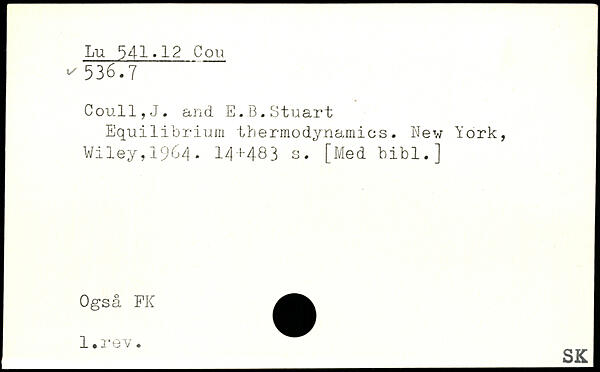 Lu 541.12 Cou
✓ 536.7
Coull,J. and E.B.Stuart
Equilibrium thermodynamics. New York,
Wiley,1964. 14+483 s. [Med bibl.]
Også FK
1.rev.
SK